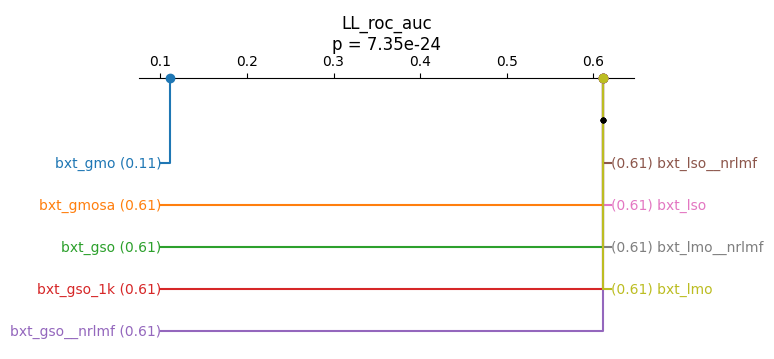 LL_roc_auc
p = 7.35e-24
0.1 0.2 0.3 0.4 0.5 0.6
bxt_gmo (0.11) (0.61) bxt_lso__nrlmf
bxt_gmosa (0.61) (0.61) bxt_lso
bxt_gso (0.61) (0.61) bxt_lmo__nrlmf
bxt_gso_1k (0.61) (0.61) bxt_lmo
bxt_gso__nrlmf (0.61)